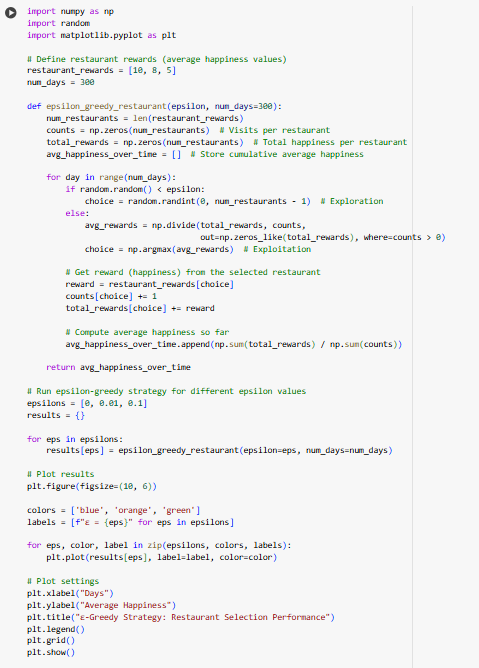 import numpy as np
import random
import matplotlib.pyplot as plt

# Define restaurant rewards (average happiness values)
restaurant_rewards = [10, 8, 5]
num_days = 300

def epsilon_greedy_restaurant(epsilon, num_days=300):
    num_restaurants = len(restaurant_rewards)
    counts = np.zeros(num_restaurants)  # Visits per restaurant
    total_rewards = np.zeros(num_restaurants)  # Total happiness per restaurant
    avg_happiness_over_time = []  # Store cumulative average happiness

    for day in range(num_days):
        if random.random() < epsilon:
            choice = random.randint(0, num_restaurants - 1)  # Exploration
        else:
            avg_rewards = np.divide(total_rewards, counts,
                                    out=np.zeros_like(total_rewards), where=counts > 0)
            choice = np.argmax(avg_rewards)  # Exploitation

        # Get reward (happiness) from the selected restaurant
        reward = restaurant_rewards[choice]
        counts[choice] += 1
        total_rewards[choice] += reward

        # Compute average happiness so far
        avg_happiness_over_time.append(np.sum(total_rewards) / np.sum(counts))

    return avg_happiness_over_time

# Run epsilon-greedy strategy for different epsilon values
epsilons = [0, 0.01, 0.1]
results = {}

for eps in epsilons:
    results[eps] = epsilon_greedy_restaurant(epsilon=eps, num_days=num_days)

# Plot results
plt.figure(figsize=(10, 6))

colors = ['blue', 'orange', 'green']
labels = [f"ε = {eps}" for eps in epsilons]

for eps, color, label in zip(epsilons, colors, labels):
    plt.plot(results[eps], label=label, color=color)

# Plot settings
plt.xlabel("Days")
plt.ylabel("Average Happiness")
plt.title("ε-Greedy Strategy: Restaurant Selection Performance")
plt.legend()
plt.grid()
plt.show()